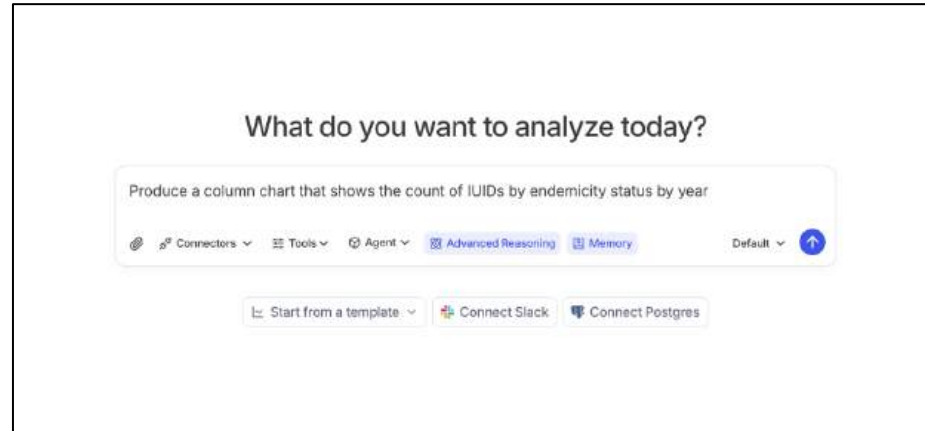 What do you want to analyze today?
Produce a column chart that shows the count of IUIDs by endemicity status by year
Connectors Tools Agent Advanced Reasoning Memory Default
Start from a template Connect Slack Connect Postgres